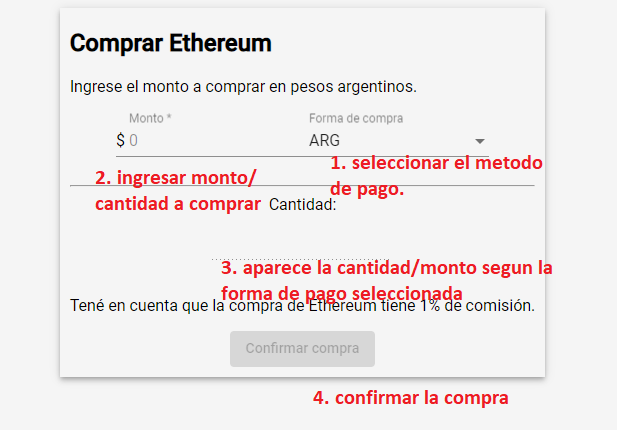 Comprar Ethereum
Ingrese el monto a comprar en pesos argentinos.
Monto *
Forma de compra
$ 0
ARG
1. seleccionar el metodo
de pago.
2. ingresar monto/
cantidad a comprar
Cantidad:
3. aparece la cantidad/monto segun la
forma de pago seleccionada
Tené en cuenta que la compra de Ethereum tiene 1% de comisión.
Confirmar compra
4. confirmar la compra